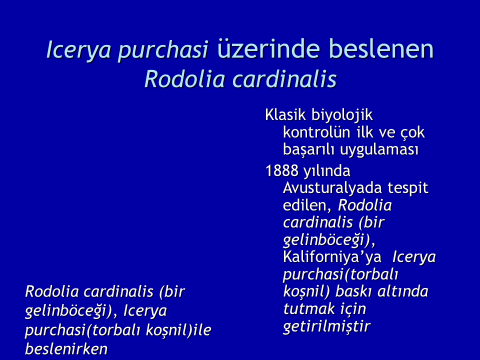 Icerya purchasi üzerinde beslenen
Rodolia cardinalis
Klasik biyolojik
kontrolün ilk ve çok
başarılı uygulaması
1888 yılında
Avusturalyada tespit
edilen, Rodolia
cardinalis (bir
gelinböceği),
Kaliforniya’ya Icerya
purchasi(torbalı
koşnil) baskı altında
tutmak için
getirilmiştir
Rodolia cardinalis (bir
gelinböceği), Icerya
purchasi(torbalı koşnil)ile
beslenirken